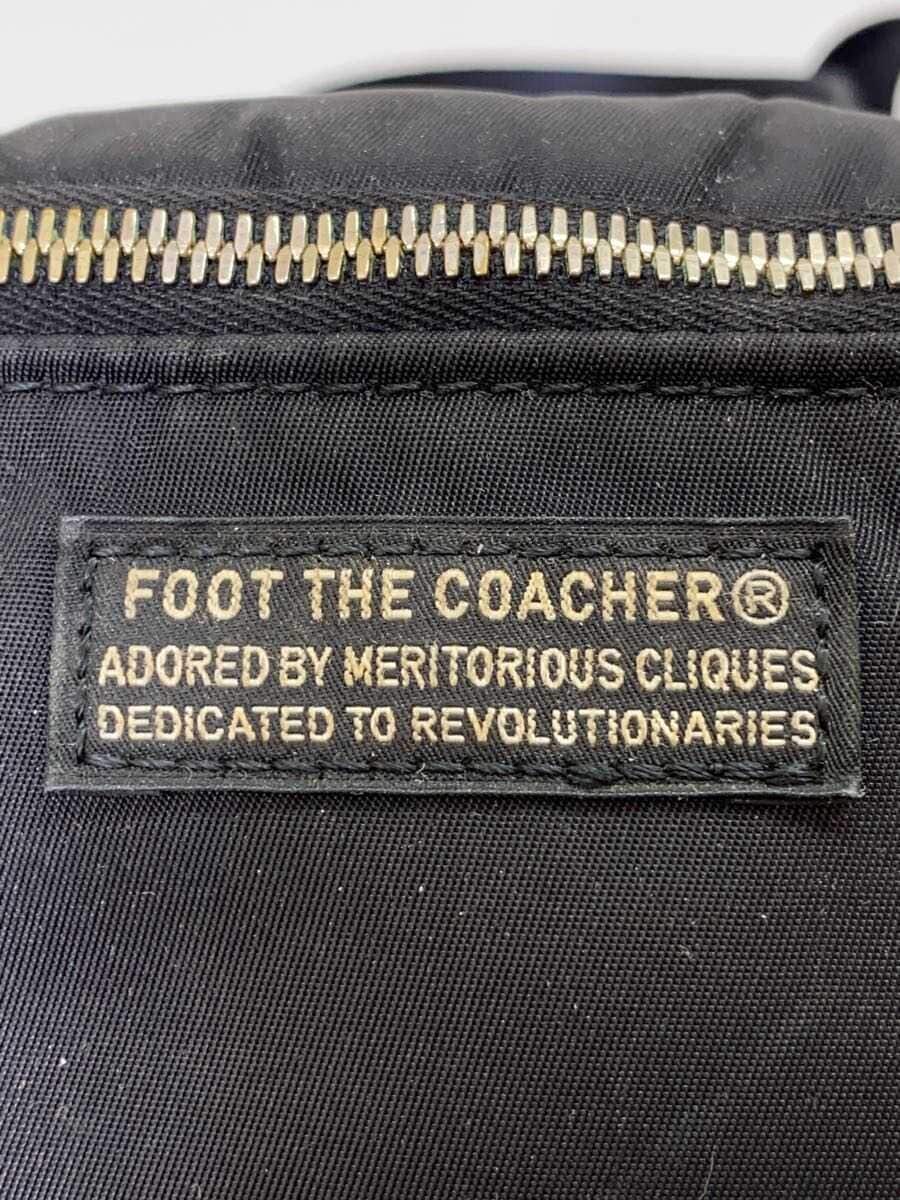 FOOT THE COACHER®
ADORED BY MERITORIOUS CLIQUES
DEDICATED TO REVOLUTIONARIES